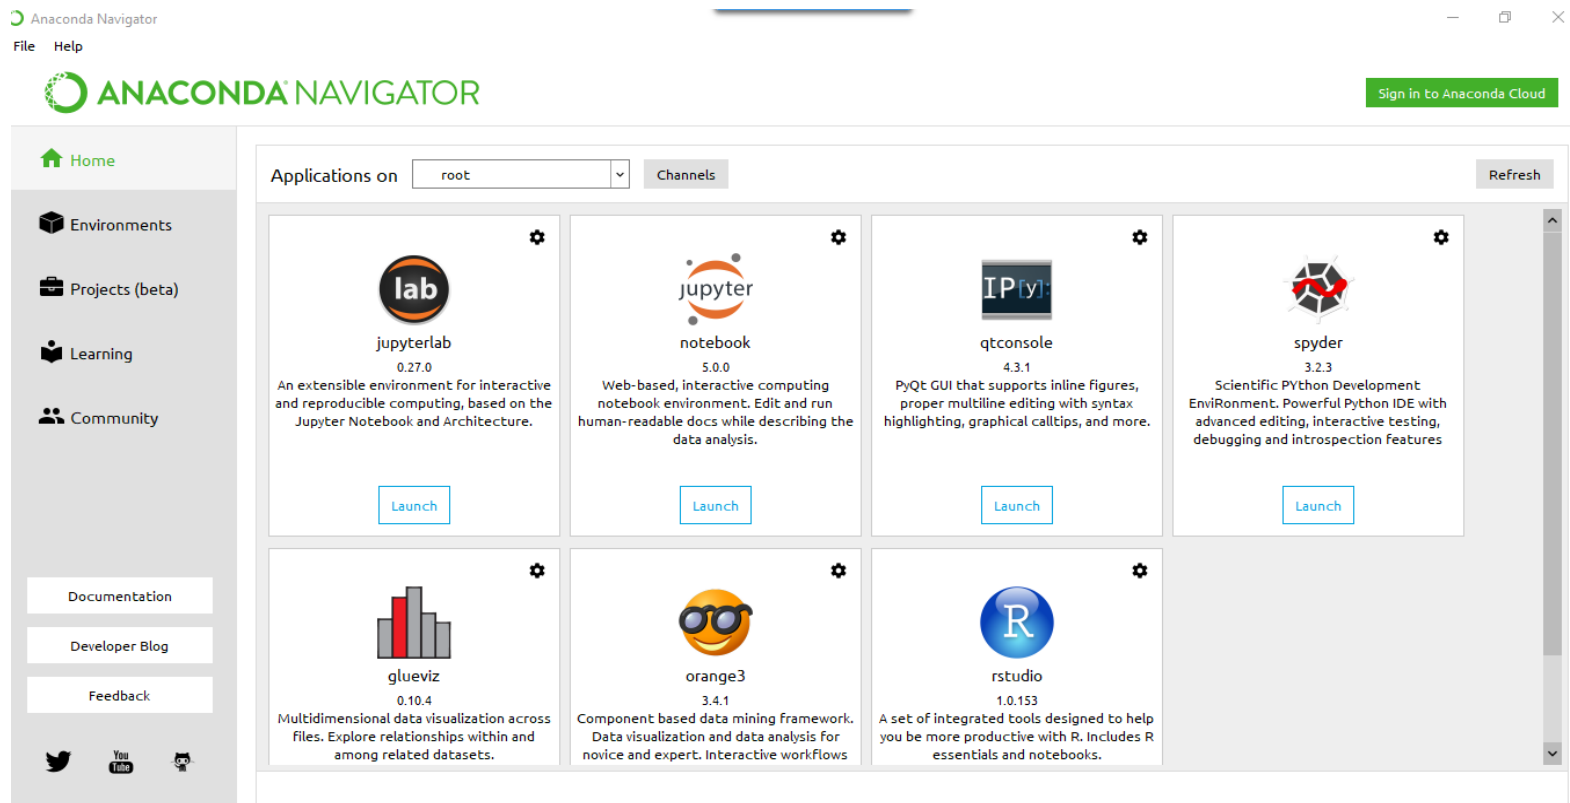 Anaconda Navigator
File Help
ANACONDA NAVIGATOR
Sign in to Anaconda Cloud
Home
Environments
Projects (beta)
Learning
Community
Documentation
Developer Blog
Feedback
You
Tube
Applications on root Channels Refresh
lab
jupyterlab
0.27.0
An extensible environment for interactive
and reproducible computing, based on the
Jupyter Notebook and Architecture.
Launch
jupyter
notebook
5.0.0
Web-based, interactive computing
notebook environment. Edit and run
human-readable docs while describing the
data analysis.
Launch
IP[y]:
qtconsole
4.3.1
PyQt GUI that supports inline figures,
proper multiline editing with syntax
highlighting, graphical calltips, and more.
Launch
spyder
3.2.3
Scientific PYthon Development
EnviRonment. Powerful Python IDE with
advanced editing, interactive testing,
debugging and introspection features
Launch
glueviz
0.10.4
Multidimensional data visualization across
files. Explore relationships within and
among related datasets.
orange3
3.4.1
Component based data mining framework.
Data visualization and data analysis for
novice and expert. Interactive workflows
R
rstudio
1.0.153
A set of integrated tools designed to help
you be more productive with R. Includes R
essentials and notebooks.